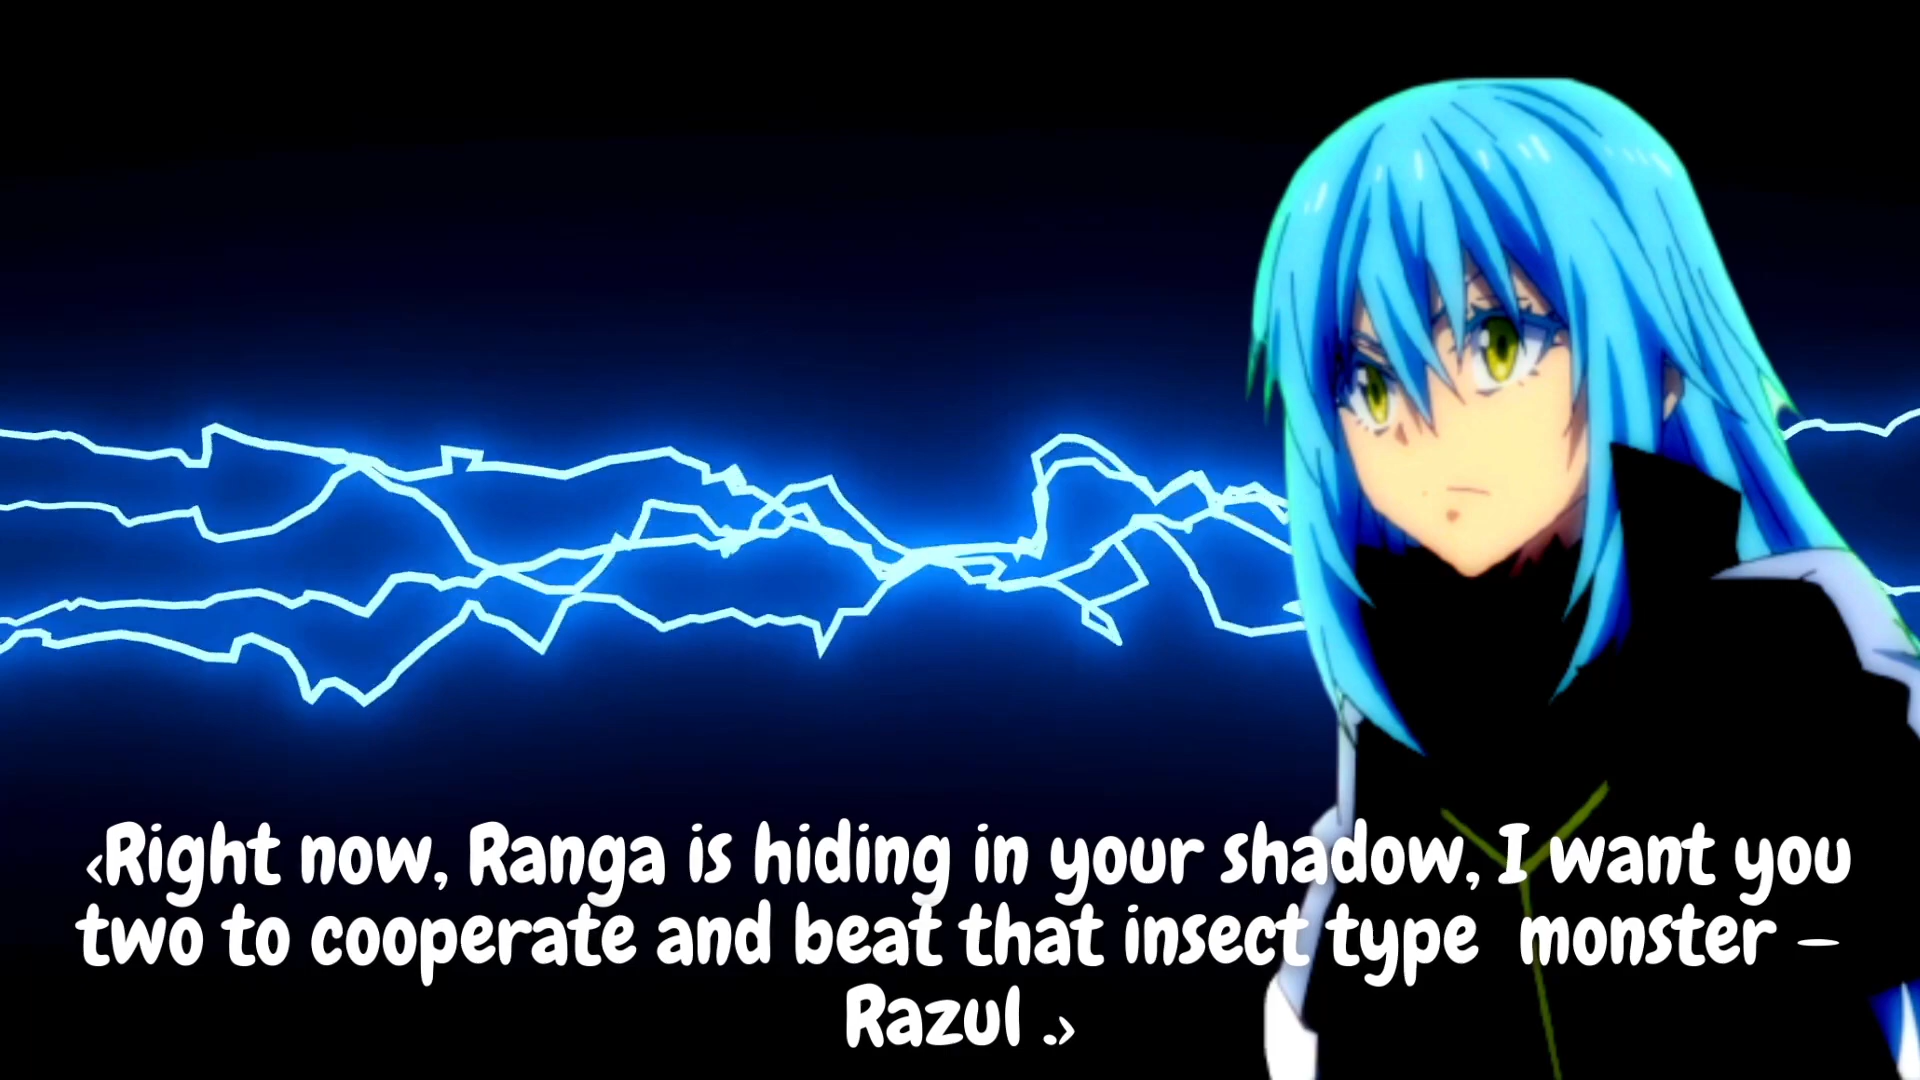 ‹Right now, Ranga is hiding in your shadow, I want you
two to cooperate and beat that insect type  monster –
Razul .›